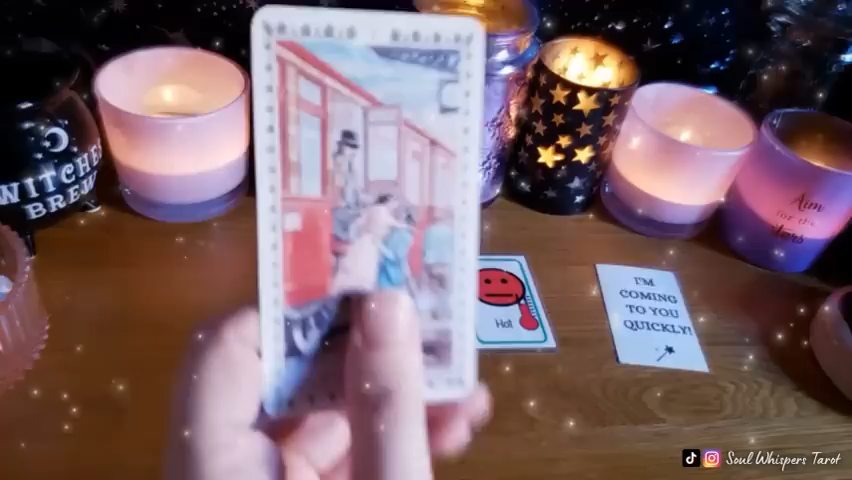 WITCHES
BREW
Aim
for the
stars
Hot
I'M
COMING
TO YOU
QUICKLY!
Soul Whispers Tarot